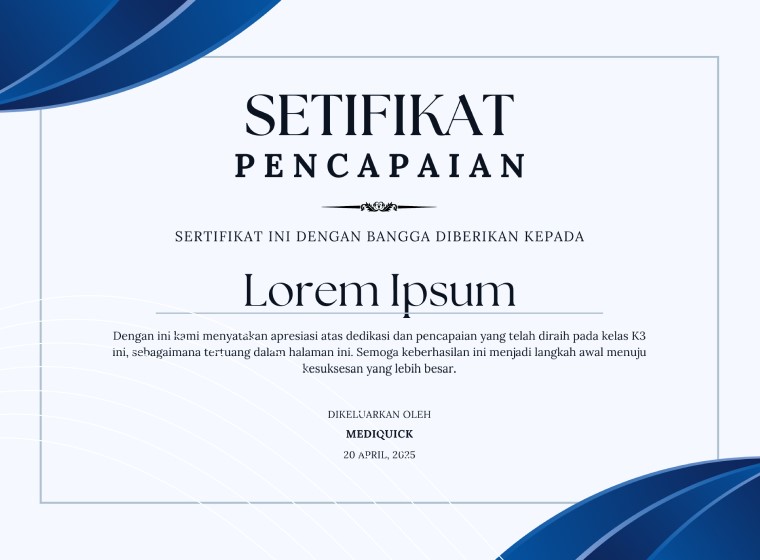 SETIFIKAT
PENCAPAIAN
SERTIFIKAT INI DENGAN BANGGA DIBERIKAN KEPADA
Lorem Ipsum
Dengan ini kami menyatakan apresiasi atas dedikasi dan pencapaian yang telah diraih pada kelas K3
ini, sebagaimana tertuang dalam halaman ini. Semoga keberhasilan ini menjadi langkah awal menuju
kesuksesan yang lebih besar.
DIKELUARKAN OLEH
MEDIQUICK
20 APRIL, 2025